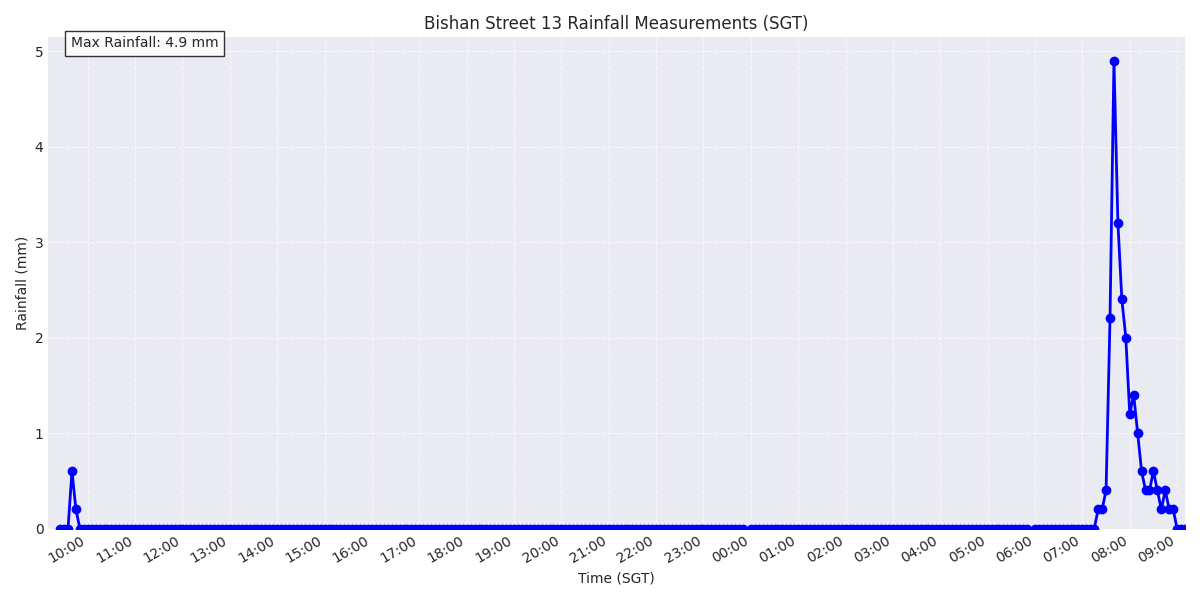 Bishan Street 13 Rainfall Measurements (SGT)
Max Rainfall: 4.9 mm
Rainfall (mm)
5
4
3
2
1
0
10:00 11:00 12:00 13:00 14:00 15:00 16:00 17:00 18:00 19:00 20:00 21:00 22:00 23:00 00:00 01:00 02:00 03:00 04:00 05:00 06:00 07:00 08:00 09:00
Time (SGT)